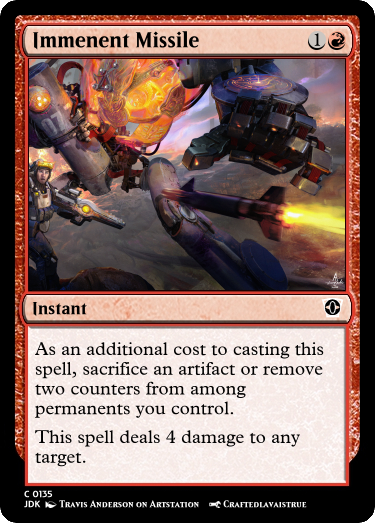 Immenent Missile 1
Instant
As an additional cost to casting this
spell, sacrifice an artifact or remove
two counters from among
permanents you control.
This spell deals 4 damage to any
target.
C 0135
JDK Travis Anderson on Artstation Craftedlavaistrue